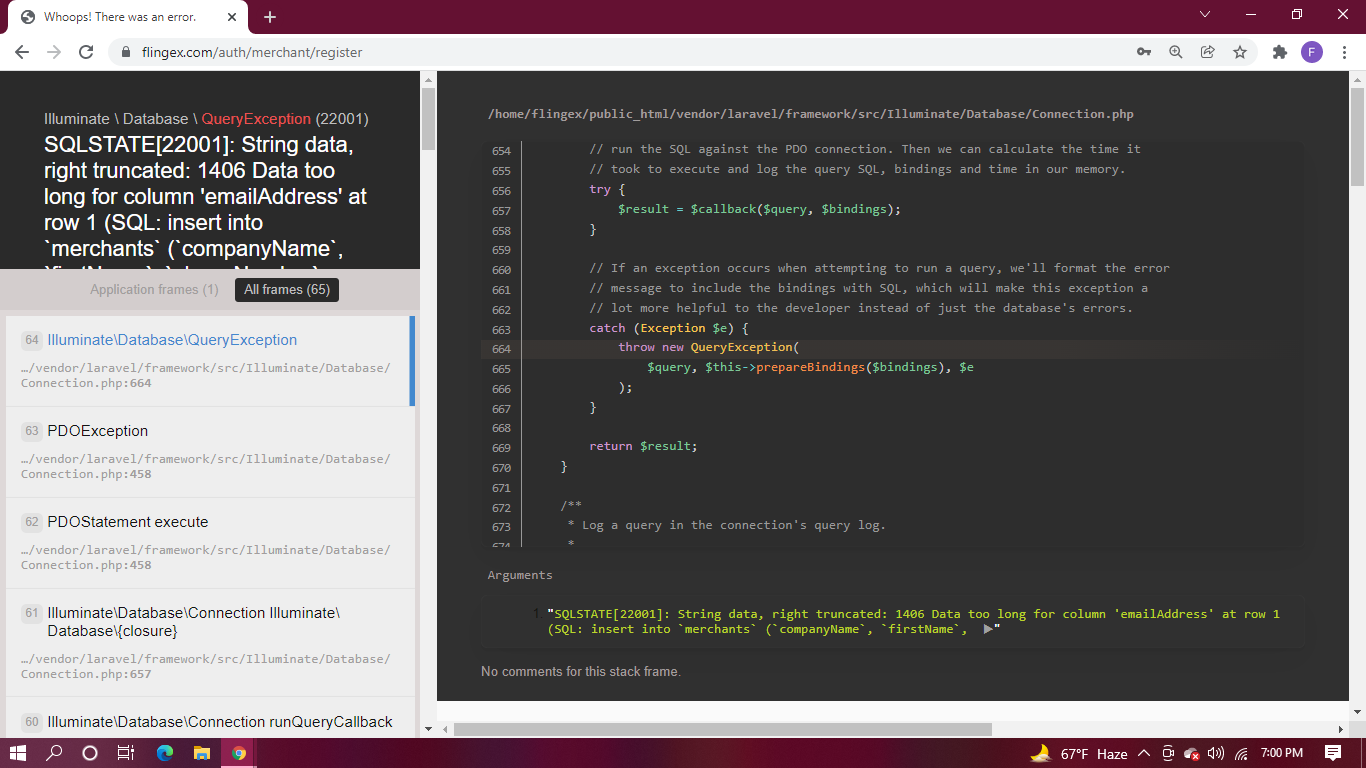 Whoops! There was an error.
flingex.com/auth/merchant/register
F
Illuminate \ Database \ QueryException (22001)
SQLSTATE[22001]: String data,
right truncated: 1406 Data too
long for column 'emailAddress' at
row 1 (SQL: insert into
`merchants` (`companyName`,
Application frames (1)
All frames (65)
64 Illuminate\Database\QueryException
…/vendor/laravel/framework/src/Illuminate/Database/
Connection.php:664
63 PDOException
…/vendor/laravel/framework/src/Illuminate/Database/
Connection.php:458
62 PDOStatement execute
…/vendor/laravel/framework/src/Illuminate/Database/
Connection.php:458
61 Illuminate\Database\Connection Illuminate\
Database\{closure}
…/vendor/laravel/framework/src/Illuminate/Database/
Connection.php:657
60 Illuminate\Database\Connection runQueryCallback
/home/flingex/public_html/vendor/laravel/framework/src/Illuminate/Database/Connection.php
654 // run the SQL against the PDO connection. Then we can calculate the time it
655 // took to execute and log the query SQL, bindings and time in our memory.
656 try {
657 $result = $callback($query, $bindings);
658 }
659
660 // If an exception occurs when attempting to run a query, we'll format the error
661 // message to include the bindings with SQL, which will make this exception a
662 // lot more helpful to the developer instead of just the database's errors.
663 catch (Exception $e) {
664 throw new QueryException(
665 $query, $this->prepareBindings($bindings), $e
666 );
667 }
668
669 return $result;
670 }
671
672 /**
673 * Log a query in the connection's query log.
674 *
Arguments
1. "SQLSTATE[22001]: String data, right truncated: 1406 Data too long for column 'emailAddress' at row 1
(SQL: insert into `merchants` (`companyName`, `firstName`, ▶"
No comments for this stack frame.
67°F Haze
7:00 PM